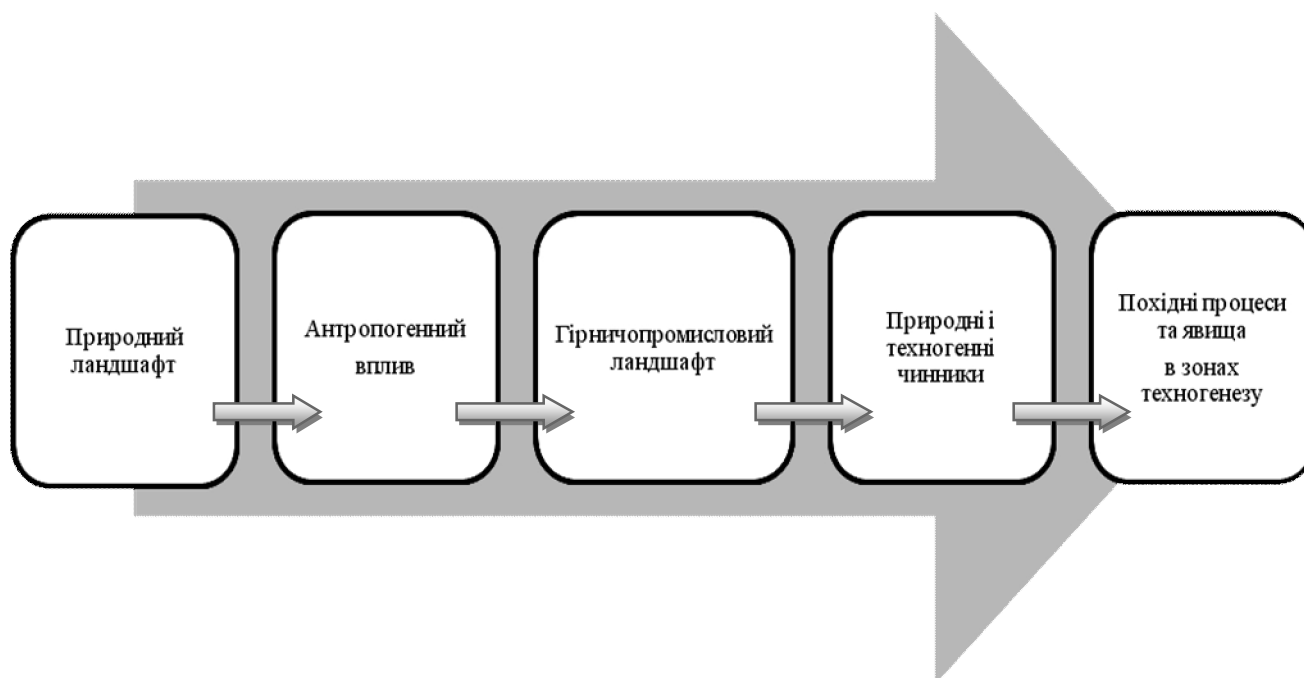 Природний
ландшафт
Антропогенний
вплив
Гірничопромисловий
ландшафт
Природні і
техногенні
чинники
Похідні процеси
та явища
в зонах
техногенезу